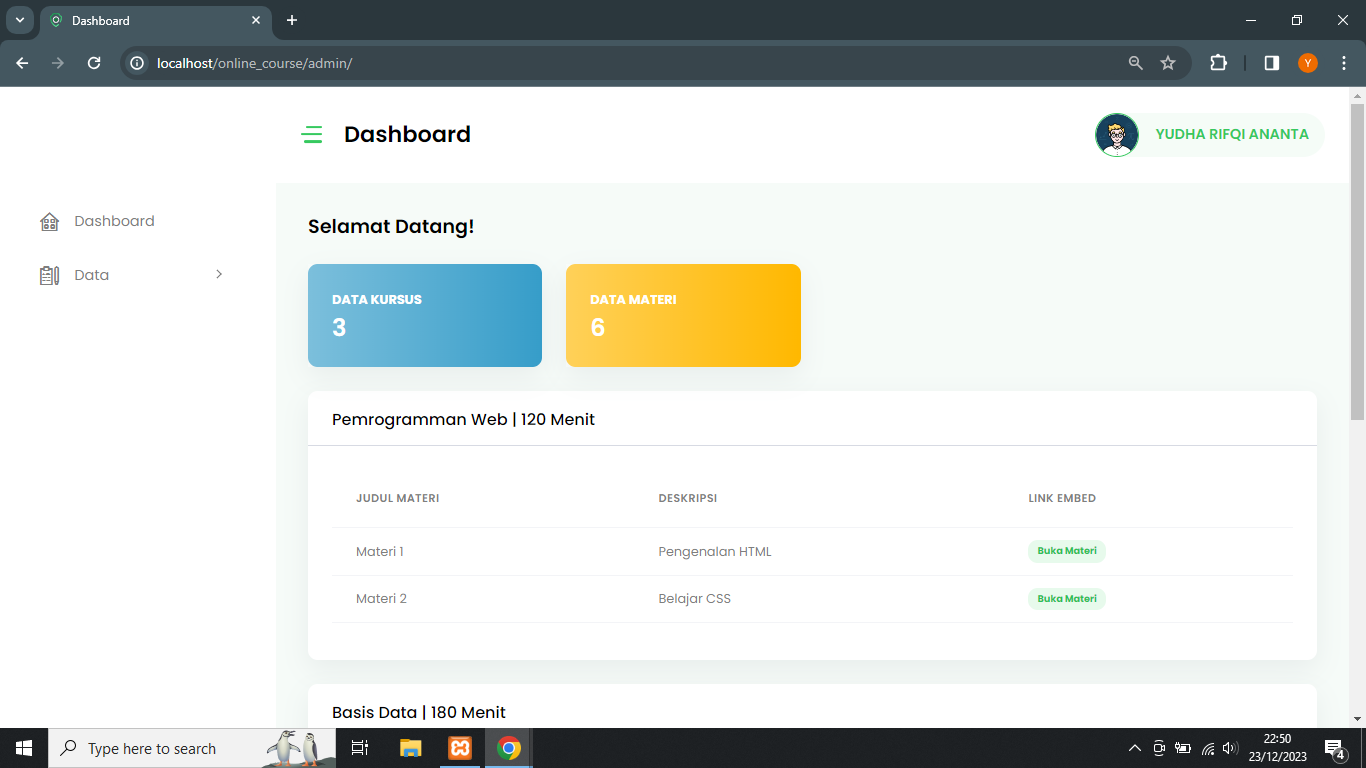 Dashboard
localhost/online_course/admin/
Y
Dashboard
YUDHA RIFQI ANANTA
Dashboard
Data
Selamat Datang!
DATA KURSUS
3
DATA MATERI
6
Pemrogramman Web | 120 Menit
JUDUL MATERI DESKRIPSI LINK EMBED
Materi 1 Pengenalan HTML Buka Materi
Materi 2 Belajar CSS Buka Materi
Basis Data | 180 Menit
Type here to search
22:50
23/12/2023
4